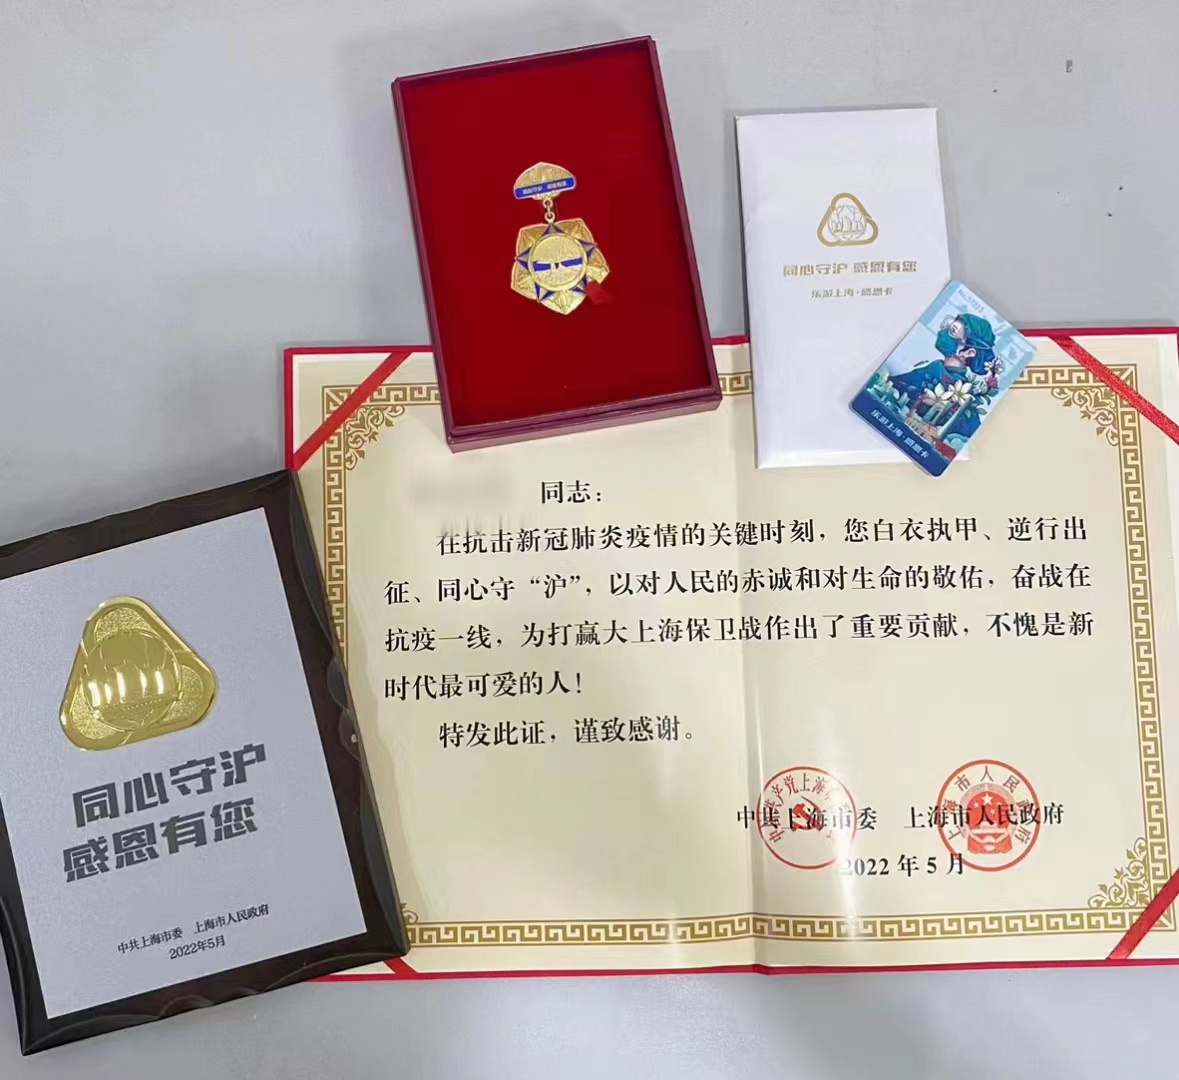 同心守沪 感恩有您
乐游上海·感恩卡
乐游上海·感恩卡
同志：
在抗击新冠肺炎疫情的关键时刻，您白衣执甲、逆行出
征、同心守“沪”，以对人民的赤诚和对生命的敬佑，奋战在
抗疫一线，为打赢大上海保卫战作出了重要贡献，不愧是新
时代最可爱的人！
特发此证，谨致感谢。
中共上海市委 上海市人民政府
2022 年 5 月
同心守沪
感恩有您
中共上海市委 上海市人民政府
2022年5月